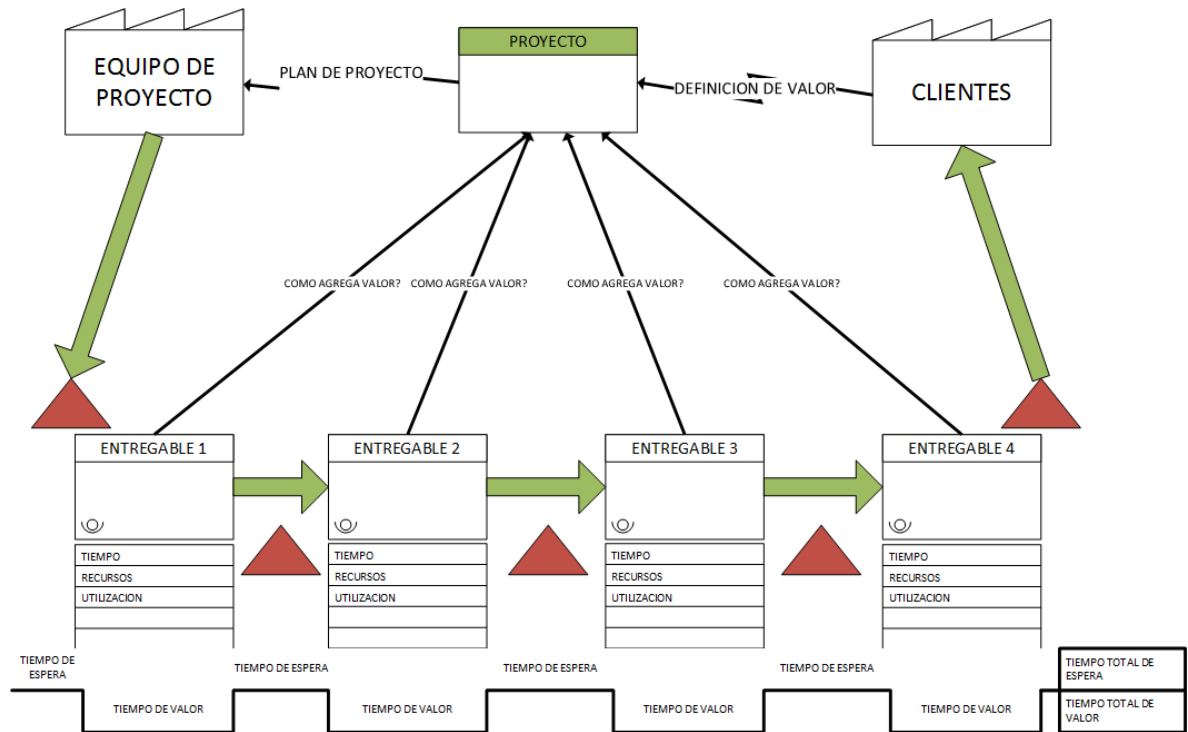 EQUIPO DE
PROYECTO
PLAN DE PROYECTO
PROYECTO
DEFINICION DE VALOR
CLIENTES
COMO AGREGA VALOR?
COMO AGREGA VALOR?
COMO AGREGA VALOR?
COMO AGREGA VALOR?
ENTREGABLE 1
ENTREGABLE 2
ENTREGABLE 3
ENTREGABLE 4
TIEMPO
RECURSOS
UTILIZACION
TIEMPO
RECURSOS
UTILIZACION
TIEMPO
RECURSOS
UTILIZACION
TIEMPO
RECURSOS
UTILIZACION
TIEMPO DE
ESPERA
TIEMPO DE ESPERA
TIEMPO DE ESPERA
TIEMPO DE ESPERA
TIEMPO TOTAL DE
ESPERA
TIEMPO DE VALOR
TIEMPO DE VALOR
TIEMPO DE VALOR
TIEMPO DE VALOR
TIEMPO TOTAL DE
VALOR